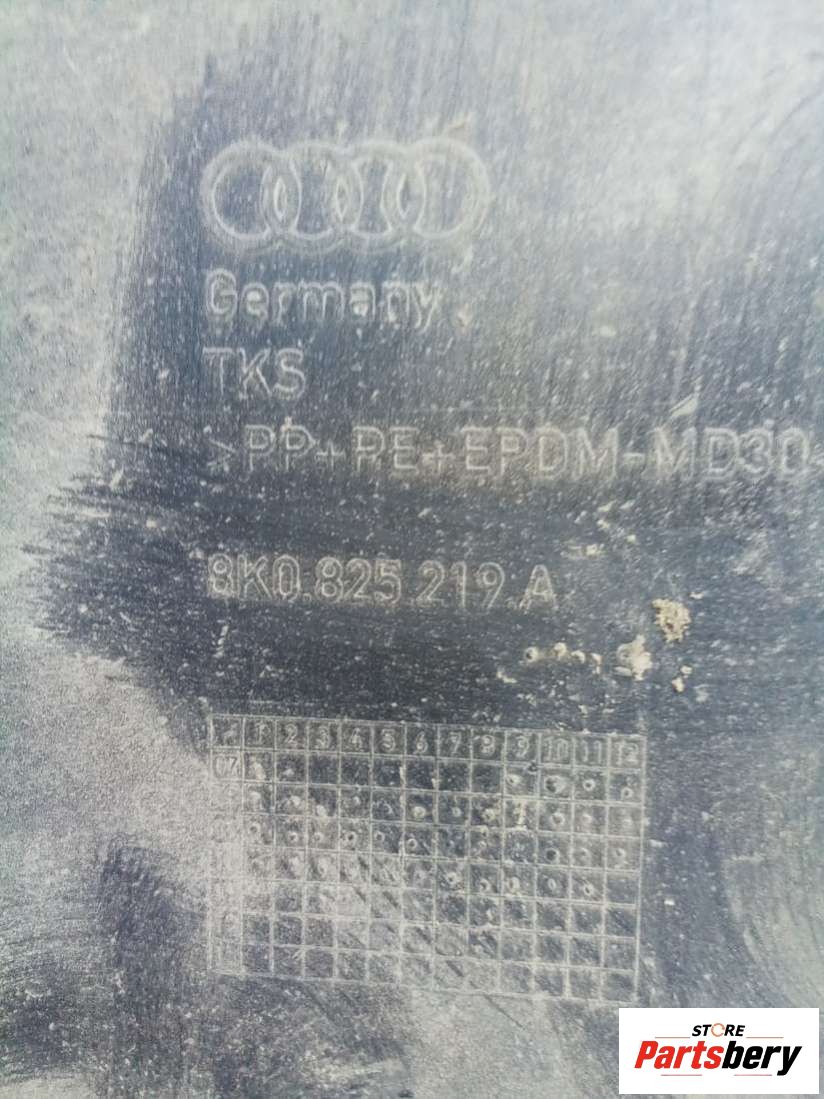 Germany
TKS
>PP+PE+EPDM-MD30
8K0.825 219.A
1 2 3 4 5 6 7 8 9 10 11 12
07
STORE
Partsbery